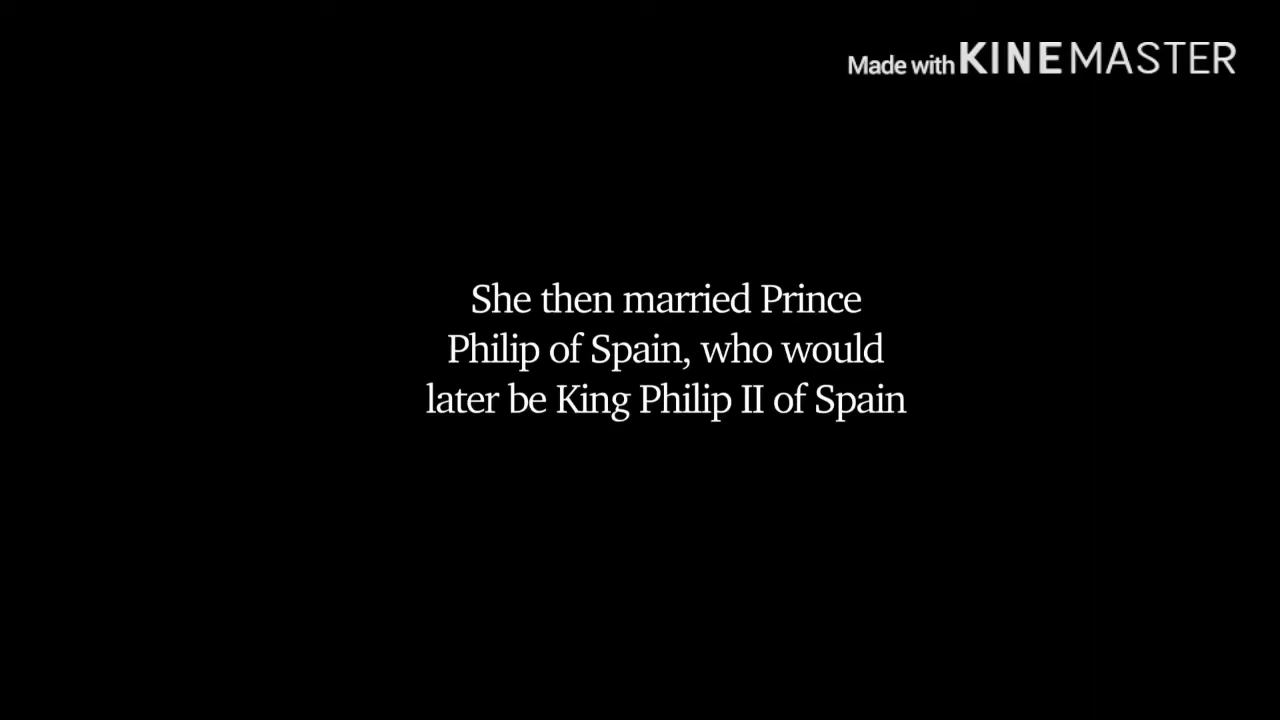 Made with KINEMASTER
She then married Prince
Philip of Spain, who would
later be King Philip II of Spain